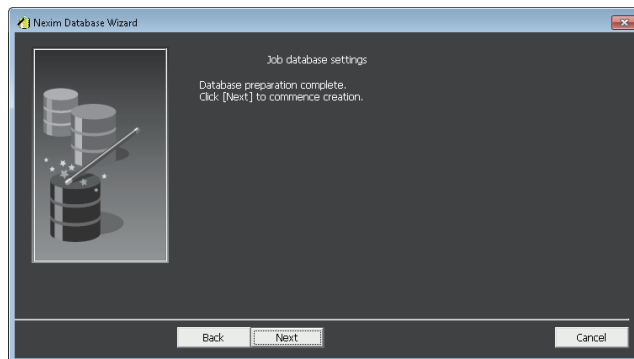 Nexim Database Wizard
Job database settings
Database preparation complete.
Click [Next] to commence creation.
Back
Next
Cancel